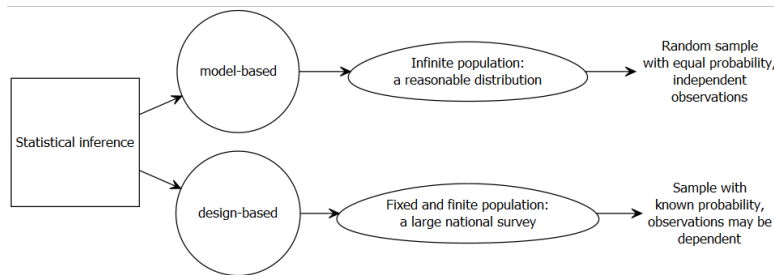 Statistical inference
model-based
Infinite population:
a reasonable distribution
Random sample
with equal probability,
independent
observations
design-based
Fixed and finite population:
a large national survey
Sample with
known probability,
observations may be
dependent